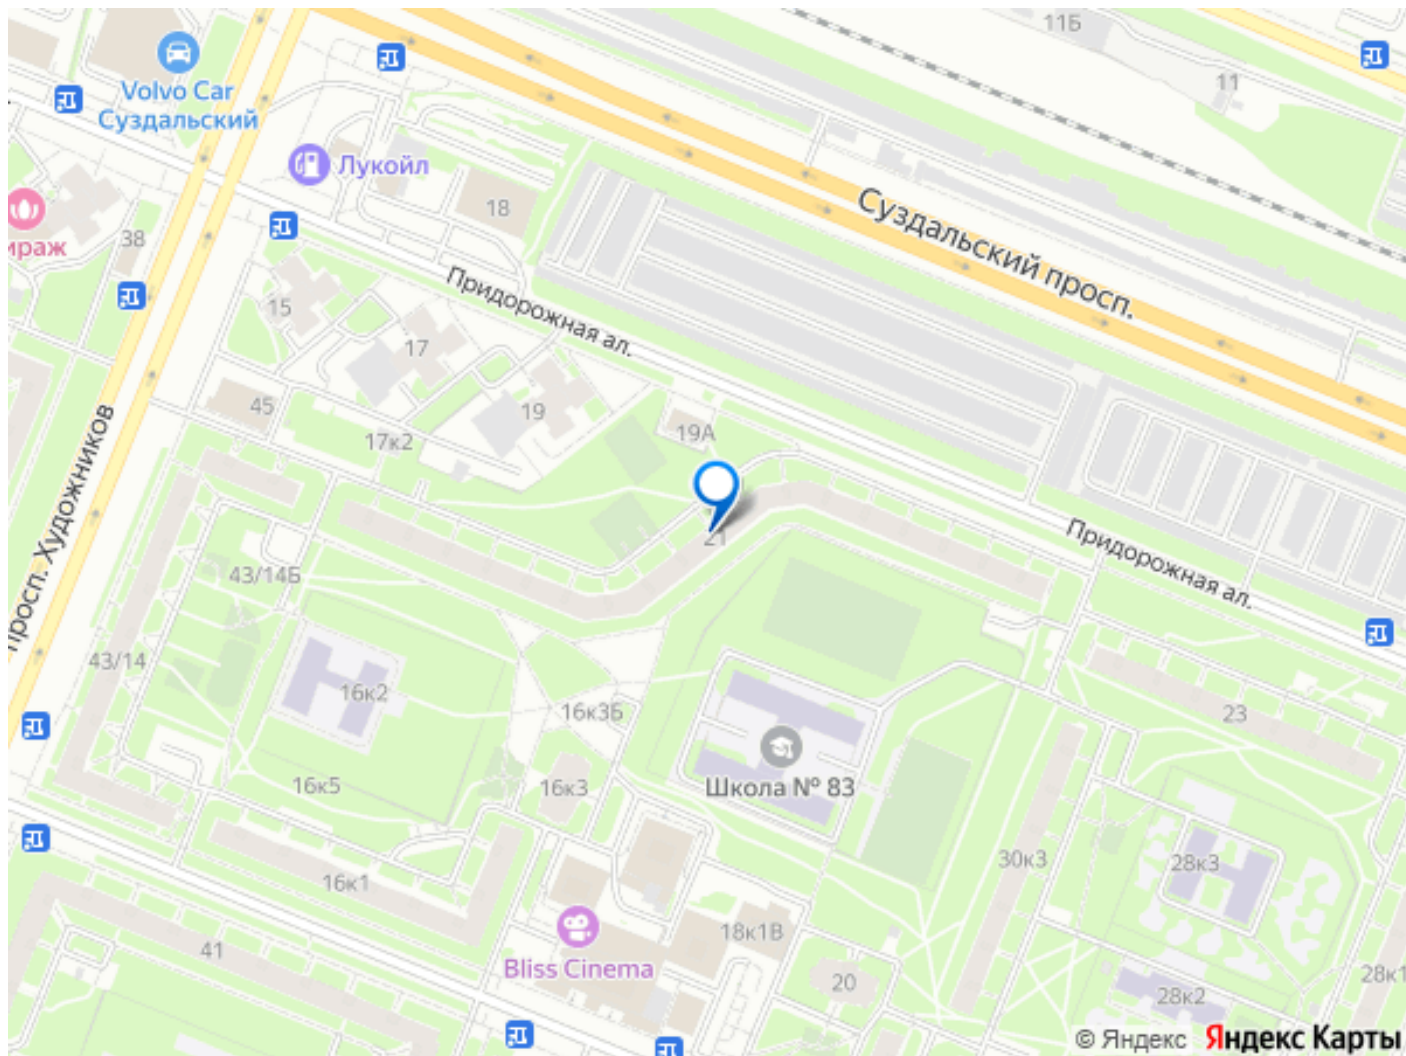 11Б
11
Volvo Car
Суздальский
Лукойл
18
38
ираж
Суздальский просп.
Придорожная ал.
15
17
19
45
17к2
19А
просп. Художников
21
43/14Б
43/14
Придорожная ал.
16к2
16к3Б
23
16к5
16к3
Школа № 83
30к3
28к3
16к1
41
18к1В
Bliss Cinema
20
28к1
28к2
© Яндекс Яндекс Карты